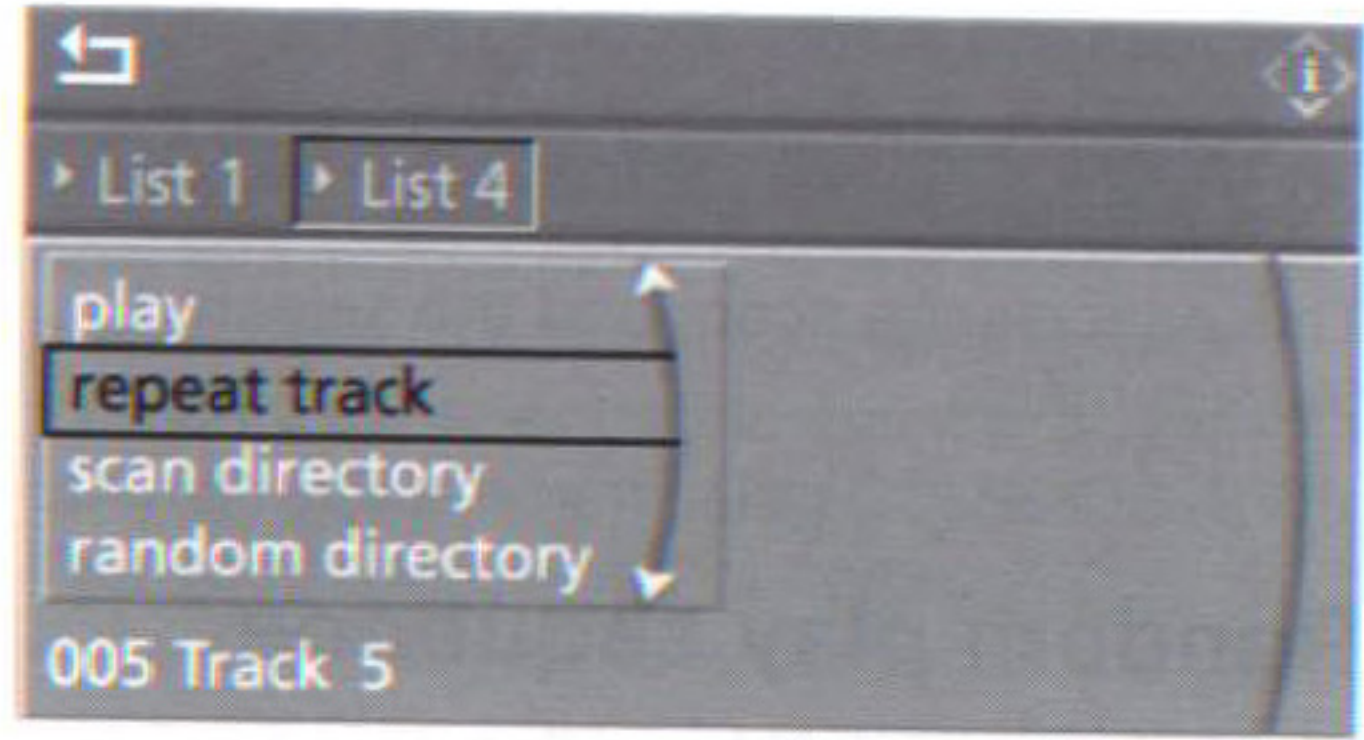 List 1 List 4
play
repeat track
scan directory
random directory
005 Track 5